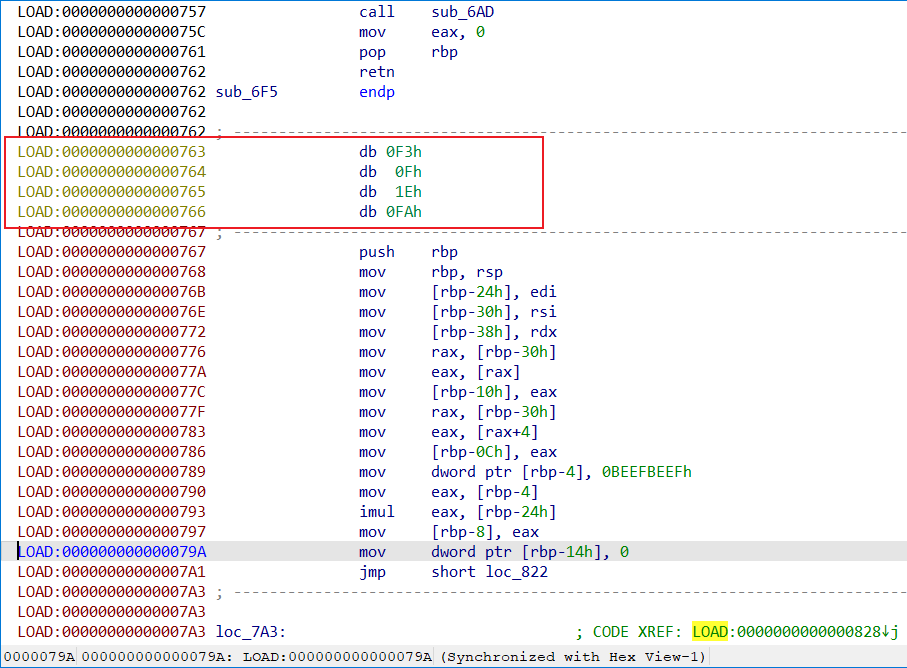 LOAD:0000000000000757 call sub_6AD
LOAD:000000000000075C mov eax, 0
LOAD:0000000000000761 pop rbp
LOAD:0000000000000762 retn
LOAD:0000000000000762 sub_6F5 endp
LOAD:0000000000000762
LOAD:0000000000000762 ; ---------------------------------------------------------------------------
LOAD:0000000000000763 db 0F3h
LOAD:0000000000000764 db 0Fh
LOAD:0000000000000765 db 1Eh
LOAD:0000000000000766 db 0FAh
LOAD:0000000000000767 ; ---------------------------------------------------------------------------
LOAD:0000000000000767 push rbp
LOAD:0000000000000768 mov rbp, rsp
LOAD:000000000000076B mov [rbp-24h], edi
LOAD:000000000000076E mov [rbp-30h], rsi
LOAD:0000000000000772 mov [rbp-38h], rdx
LOAD:0000000000000776 mov rax, [rbp-30h]
LOAD:000000000000077A mov eax, [rax]
LOAD:000000000000077C mov [rbp-10h], eax
LOAD:000000000000077F mov rax, [rbp-30h]
LOAD:0000000000000783 mov eax, [rax+4]
LOAD:0000000000000786 mov [rbp-0Ch], eax
LOAD:0000000000000789 mov dword ptr [rbp-4], 0BEEFBEEFh
LOAD:0000000000000790 mov eax, [rbp-4]
LOAD:0000000000000793 imul eax, [rbp-24h]
LOAD:0000000000000797 mov [rbp-8], eax
LOAD:000000000000079A mov dword ptr [rbp-14h], 0
LOAD:00000000000007A1 jmp short loc_822
LOAD:00000000000007A3 ; ---------------------------------------------------------------------------
LOAD:00000000000007A3
LOAD:00000000000007A3 loc_7A3: ; CODE XREF: LOAD:0000000000000828↓j
0000079A 000000000000079A: LOAD:000000000000079A (Synchronized with Hex View-1)